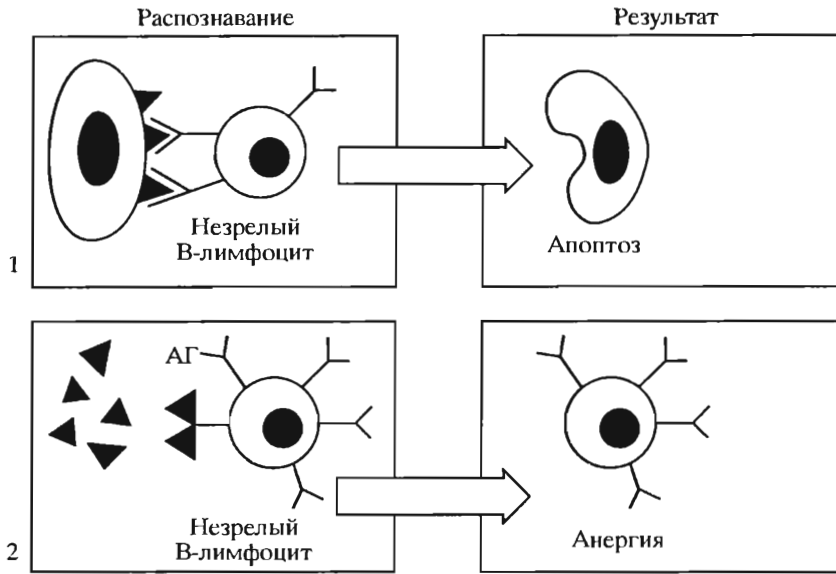 Распознавание
Результат
Незрелый
В-лимфоцит
Апоптоз
1
АГ
Незрелый
В-лимфоцит
Анергия
2